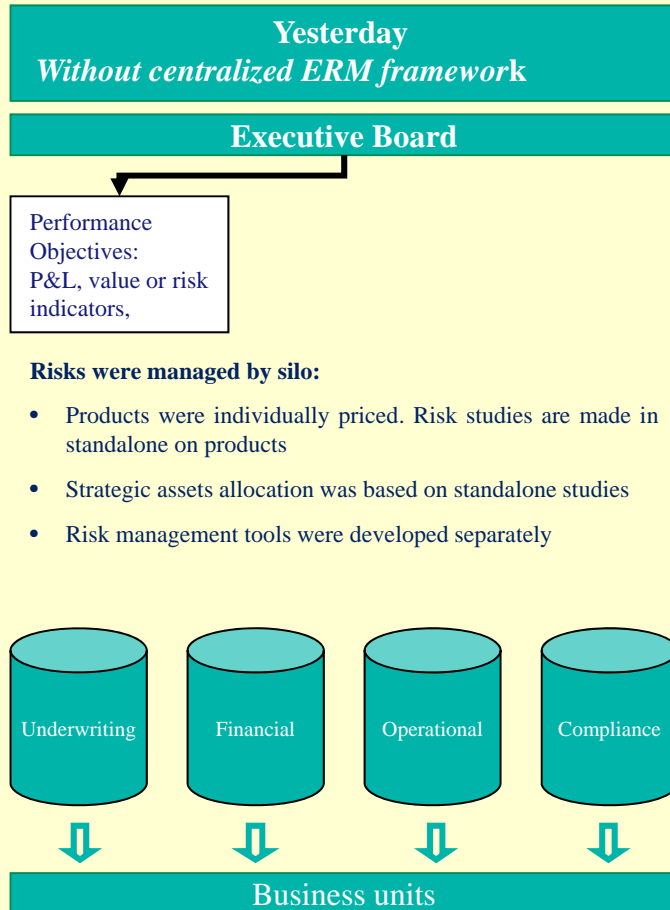 Yesterday
Without centralized ERM framework
Executive Board
Performance
Objectives:
P&L, value or risk
indicators,
Risks were managed by silo:
• Products were individually priced. Risk studies are made in
standalone on products
• Strategic assets allocation was based on standalone studies
• Risk management tools were developed separately
Underwriting
Financial
Operational
Compliance
Business units